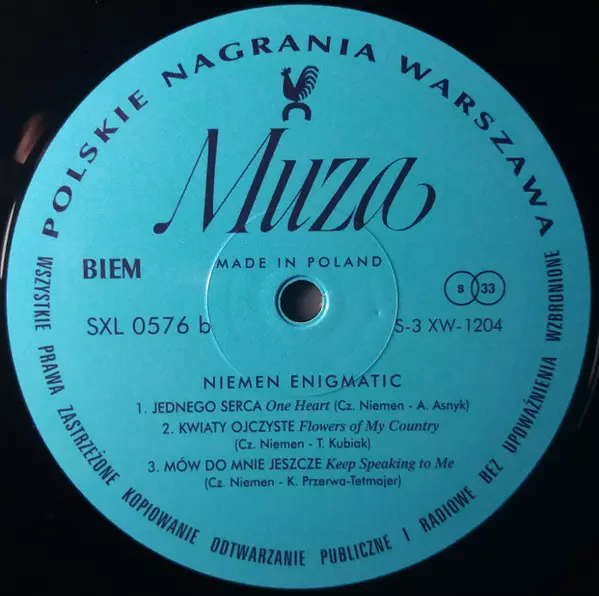 POLSKIE NAGRANIA WARSZAWA
Muza
BIEM
MADE IN POLAND
S 33
SXL 0576 b
S-3 XW-1204
NIEMEN ENIGMATIC
1. JEDNEGO SERCA One Heart (Cz. Niemen - A. Asnyk)
2. KWIATY OJCZYSTE Flowers of My Country
(Cz. Niemen - T. Kubiak)
3. MÓW DO MNIE JESZCZE Keep Speaking to Me
(Cz. Niemen - K. Przerwa-Tetmajer)
WSZYSTKIE PRAWA ZASTRZEŻONE KOPIOWANIE ODTWARZANIE PUBLICZNE I RADIOWE BEZ UPOWAŻNIENIA WZBRONIONE